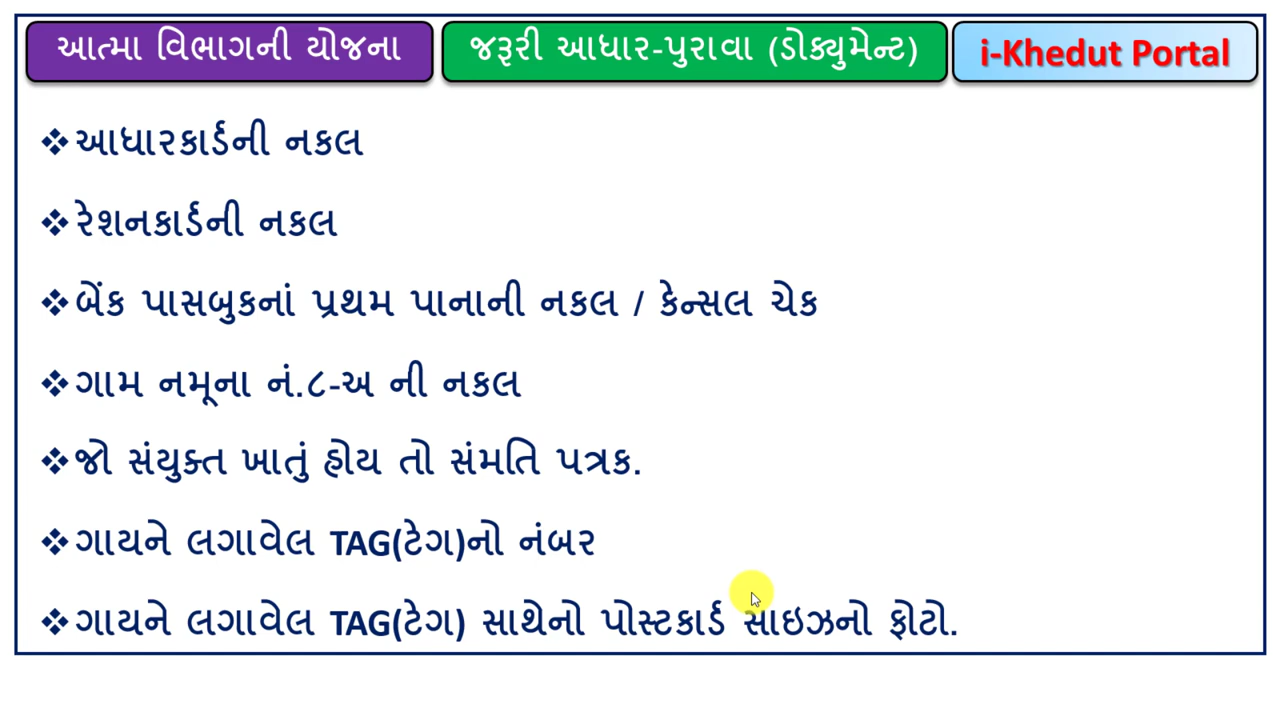 આત્મા વિભાગની યોજના
જરૂરી આધાર-પુરાવા (ડોક્યુમેન્ટ)
i-Khedut Portal
❖આધારકાર્ડની નકલ
❖રેશનકાર્ડની નકલ
❖બેંક પાસબુકનાં પ્રથમ પાનાની નકલ / કેન્સલ ચેક
❖ગામ નમૂના નં.૮-અ ની નકલ
❖જો સંયુક્ત ખાતું હોય તો સંમતિ પત્રક.
❖ગાયને લગાવેલ TAG(ટેગ)નો નંબર
❖ગાયને લગાવેલ TAG(ટેગ) સાથેનો પોસ્ટકાર્ડ સાઇઝનો ફોટો.